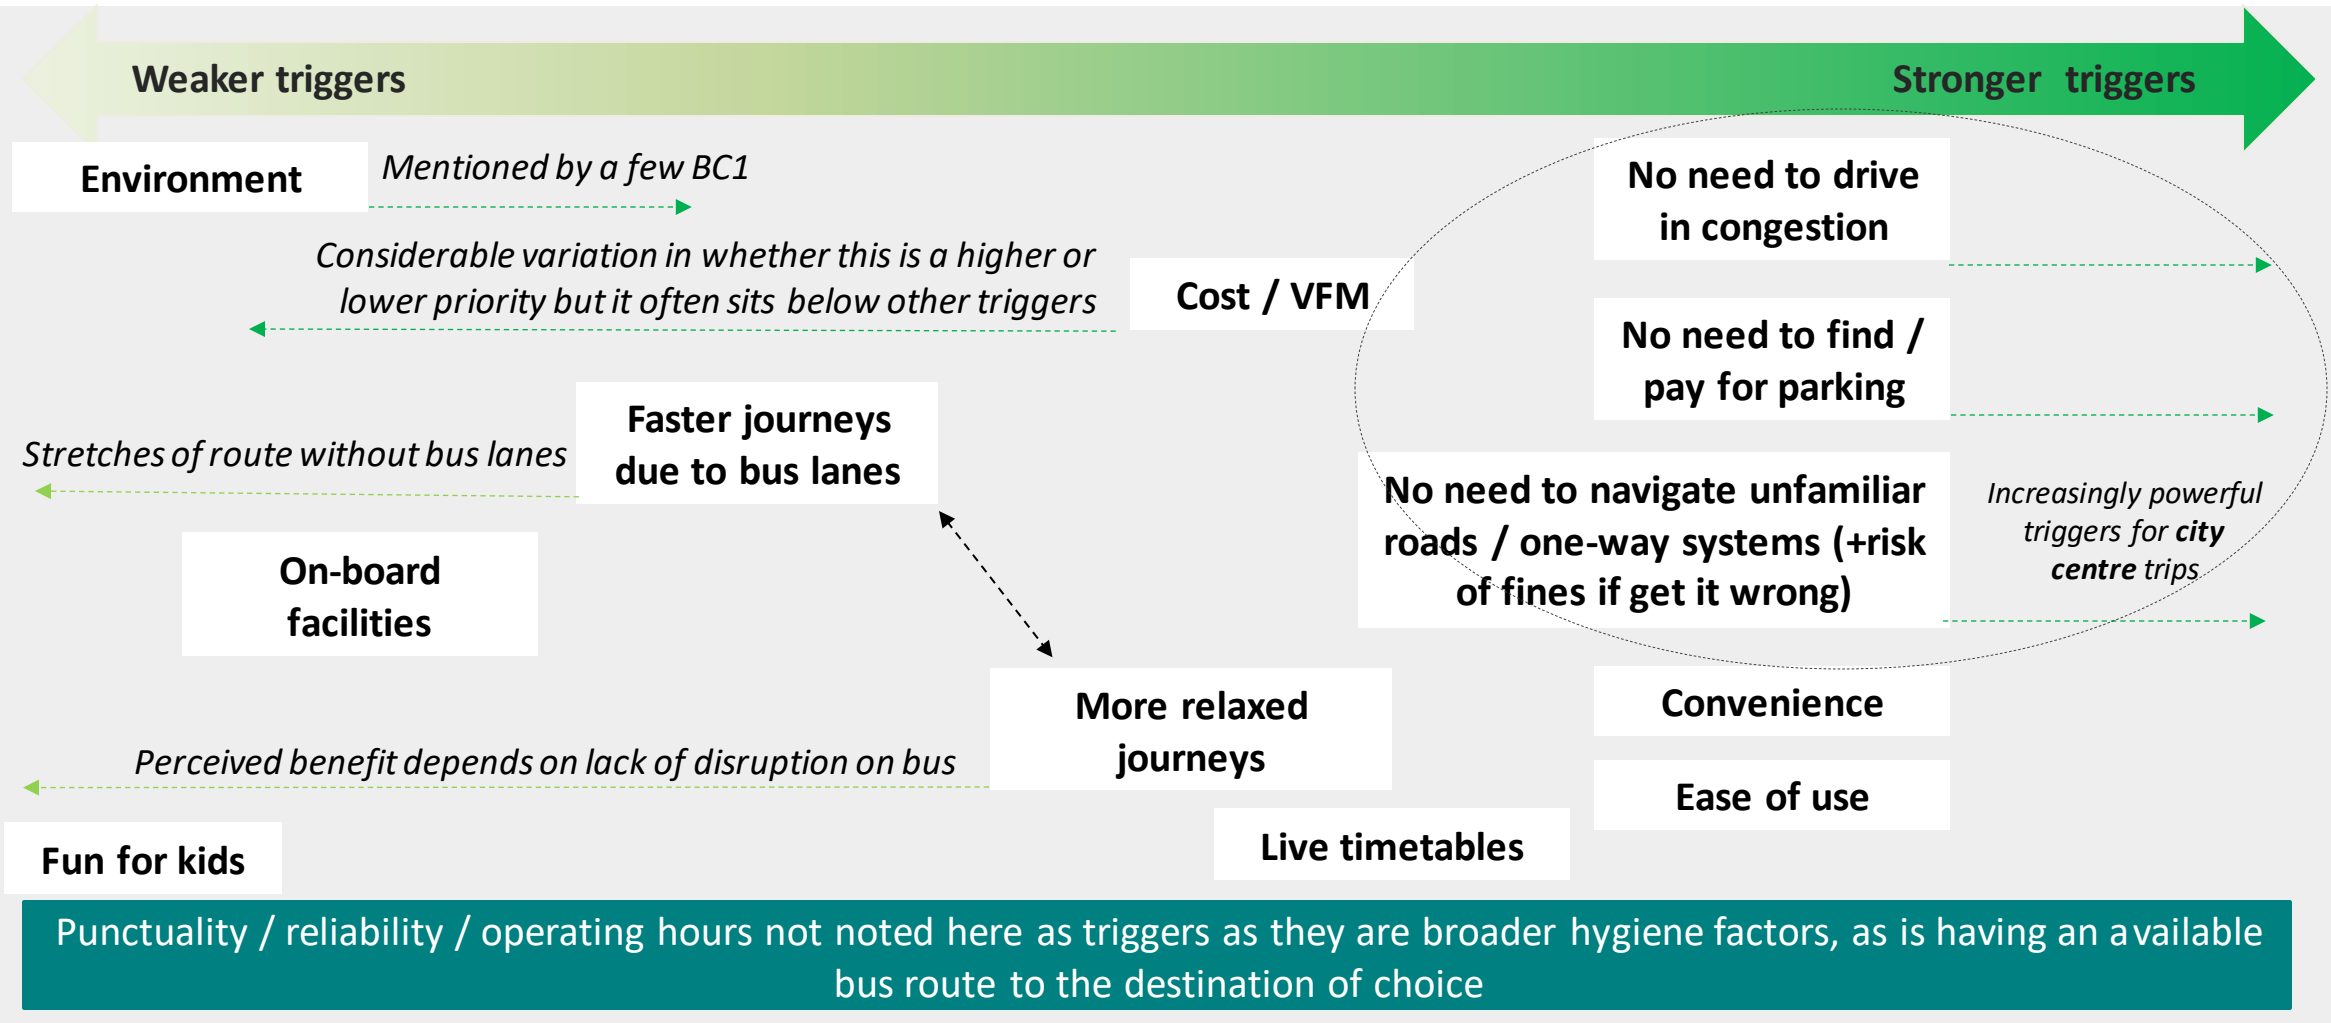 Weaker triggers
Stronger triggers
Environment
Mentioned by a few BC1
No need to drive
in congestion
Considerable variation in whether this is a higher or
lower priority but it often sits below other triggers
Cost / VFM
No need to find /
pay for parking
Faster journeys
due to bus lanes
Stretches of route without bus lanes
No need to navigate unfamiliar
roads / one-way systems (+risk
of fines if get it wrong)
Increasingly powerful
triggers for city
centre trips
On-board
facilities
More relaxed
journeys
Convenience
Perceived benefit depends on lack of disruption on bus
Ease of use
Live timetables
Fun for kids
Punctuality / reliability / operating hours not noted here as triggers as they are broader hygiene factors, as is having an available
bus route to the destination of choice